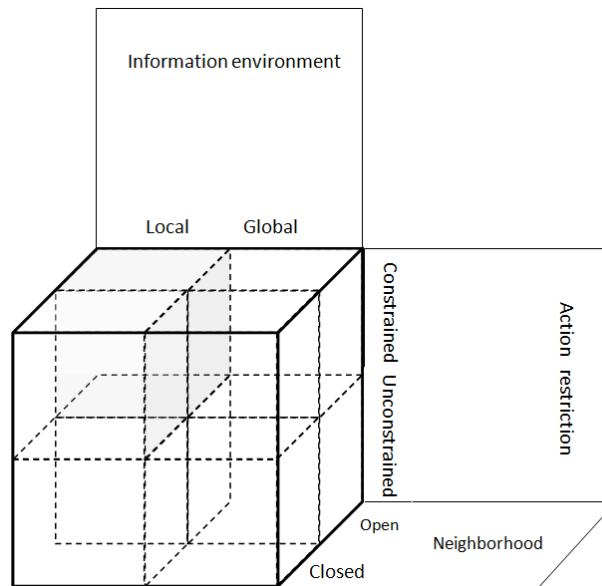 Information environment
Local Global
Constrained
Unconstrained
Action restriction
Open
Neighborhood
Closed